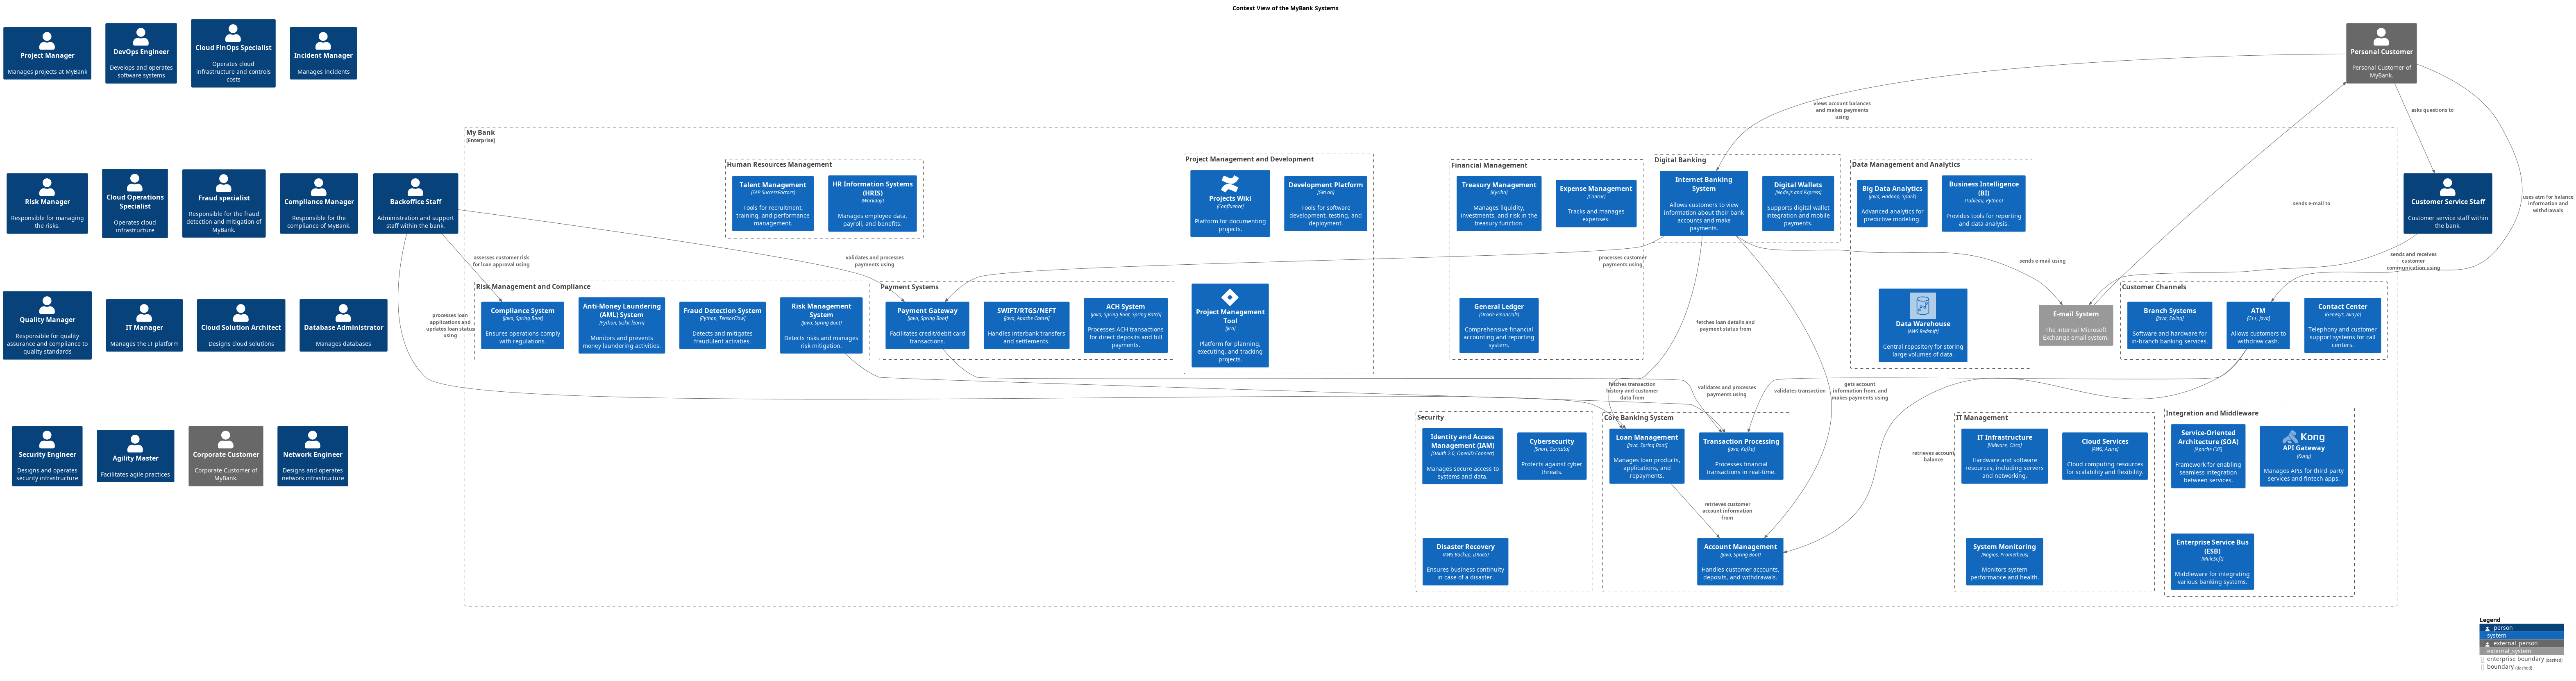 Context View of the MyBank Systems
Project Manager
Manages projects at MyBank
DevOps Engineer
Develops and operates
software systems
Cloud FinOps Specialist
Operates cloud
infrastructure and controls
costs
Incident Manager
Manages incidents
Personal Customer
Personal Customer of
MyBank.
views account balances
and makes payments
using
asks questions to
My Bank
[Enterprise]
Risk Manager
Responsible for managing
the risks.
Cloud Operations
Specialist
Operates cloud
infrastructure
Fraud specialist
Responsible for the fraud
detection and mitigation of
MyBank.
Compliance Manager
Responsible for the
compliance of MyBank.
Backoffice Staff
Administration and support
staff within the bank.
Human Resources Management
Talent Management
[SAP SuccessFactors]
Tools for recruitment,
training, and performance
management.
HR Information Systems
(HRIS)
[Workday]
Manages employee data,
payroll, and benefits.
Project Management and Development
Projects Wiki
[Confluence]
Platform for documenting
projects.
Development Platform
[GitLab]
Tools for software
development, testing, and
deployment.
Project Management
Tool
[Jira]
Platform for planning,
executing, and tracking
projects.
Financial Management
Treasury Management
[Kyriba]
Manages liquidity,
investments, and risk in the
treasury function.
Expense Management
[Concur]
Tracks and manages
expenses.
General Ledger
[Oracle Financials]
Comprehensive financial
accounting and reporting
system.
Digital Banking
Internet Banking
System
Allows customers to view
information about their bank
accounts and make
payments.
Digital Wallets
[Node.js and Express]
Supports digital wallet
integration and mobile
payments.
Data Management and Analytics
Big Data Analytics
[Java, Hadoop, Spark]
Advanced analytics for
predictive modeling.
Business Intelligence
(BI)
[Tableau, Python]
Provides tools for reporting
and data analysis.
Data Warehouse
[AWS Redshift]
Central repository for storing
large volumes of data.
sends e-mail to
Customer Service Staff
Customer service staff within
the bank.
uses atm for balance
information and
withdrawals
assesses customer risk
for loan approval using
validates and processes
payments using
processes customer
payments using
sends e-mail using
sends and receives
customer
communication using
Quality Manager
Responsible for quality
assurance and compliance to
quality standards
IT Manager
Manages the IT platform
Cloud Solution Architect
Designs cloud solutions
Database Administrator
Manages databases
processes loan
applications and
updates loan status
using
Risk Management and Compliance
Compliance System
[Java, Spring Boot]
Ensures operations comply
with regulations.
Anti-Money Laundering
(AML) System
[Python, Scikit-learn]
Monitors and prevents
money laundering activities.
Fraud Detection System
[Python, TensorFlow]
Detects and mitigates
fraudulent activities.
Risk Management
System
[Java, Spring Boot]
Detects risks and manages
risk mitigation.
Payment Systems
Payment Gateway
[Java, Spring Boot]
Facilitates credit/debit card
transactions.
SWIFT/RTGS/NEFT
[Java, Apache Camel]
Handles interbank transfers
and settlements.
ACH System
[Java, Spring Boot, Spring Batch]
Processes ACH transactions
for direct deposits and bill
payments.
fetches loan details and
payment status from
E-mail System
The internal Microsoft
Exchange email system.
Customer Channels
Branch Systems
[Java, Swing]
Software and hardware for
in-branch banking services.
ATM
[C++, Java]
Allows customers to
withdraw cash.
Contact Center
[Genesys, Avaya]
Telephony and customer
support systems for call
centers.
fetches transaction
history and customer
data from
validates and processes
payments using
validates transaction
gets account
information from, and
makes payments using
Security Engineer
Designs and operates
security infrastructure
Agility Master
Facilitates agile practices
Corporate Customer
Corporate Customer of
MyBank.
Network Engineer
Designs and operates
network infrastructure
Security
Identity and Access
Management (IAM)
[OAuth 2.0, OpenID Connect]
Manages secure access to
systems and data.
Cybersecurity
[Snort, Suricata]
Protects against cyber
threats.
Disaster Recovery
[AWS Backup, DRaaS]
Ensures business continuity
in case of a disaster.
Core Banking System
Loan Management
[Java, Spring Boot]
Manages loan products,
applications, and
repayments.
Transaction Processing
[Java, Kafka]
Processes financial
transactions in real-time.
retrieves customer
account information
from
Account Management
[Java, Spring Boot]
Handles customer accounts,
deposits, and withdrawals.
retrieves account
balance
IT Management
IT Infrastructure
[VMware, Cisco]
Hardware and software
resources, including servers
and networking.
Cloud Services
[AWS, Azure]
Cloud computing resources
for scalability and flexibility.
System Monitoring
[Nagios, Prometheus]
Monitors system
performance and health.
Integration and Middleware
Service-Oriented
Architecture (SOA)
[Apache CXF]
Framework for enabling
seamless integration
between services.
Kong
API Gateway
[Kong]
Manages APIs for third-party
services and fintech apps.
Enterprise Service Bus
(ESB)
[MuleSoft]
Middleware for integrating
various banking systems.
Legend
person
system
external_person
external_system
enterprise boundary (dashed)
boundary (dashed)